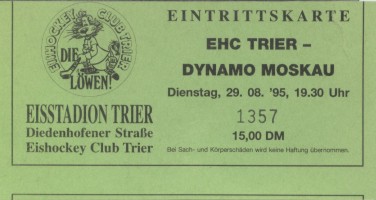 EINTRITTSKARTE
EISHOCKEY CLUB TRIER
DIE
LÖWEN!
EHC TRIER –
DYNAMO MOSKAU
Dienstag, 29. 08. '95, 19.30 Uhr
EISSTADION TRIER
Diedenhofener Straße
Eishockey Club Trier
1357
15,00 DM
Bei Sach- und Körperschäden wird keine Haftung übernommen.